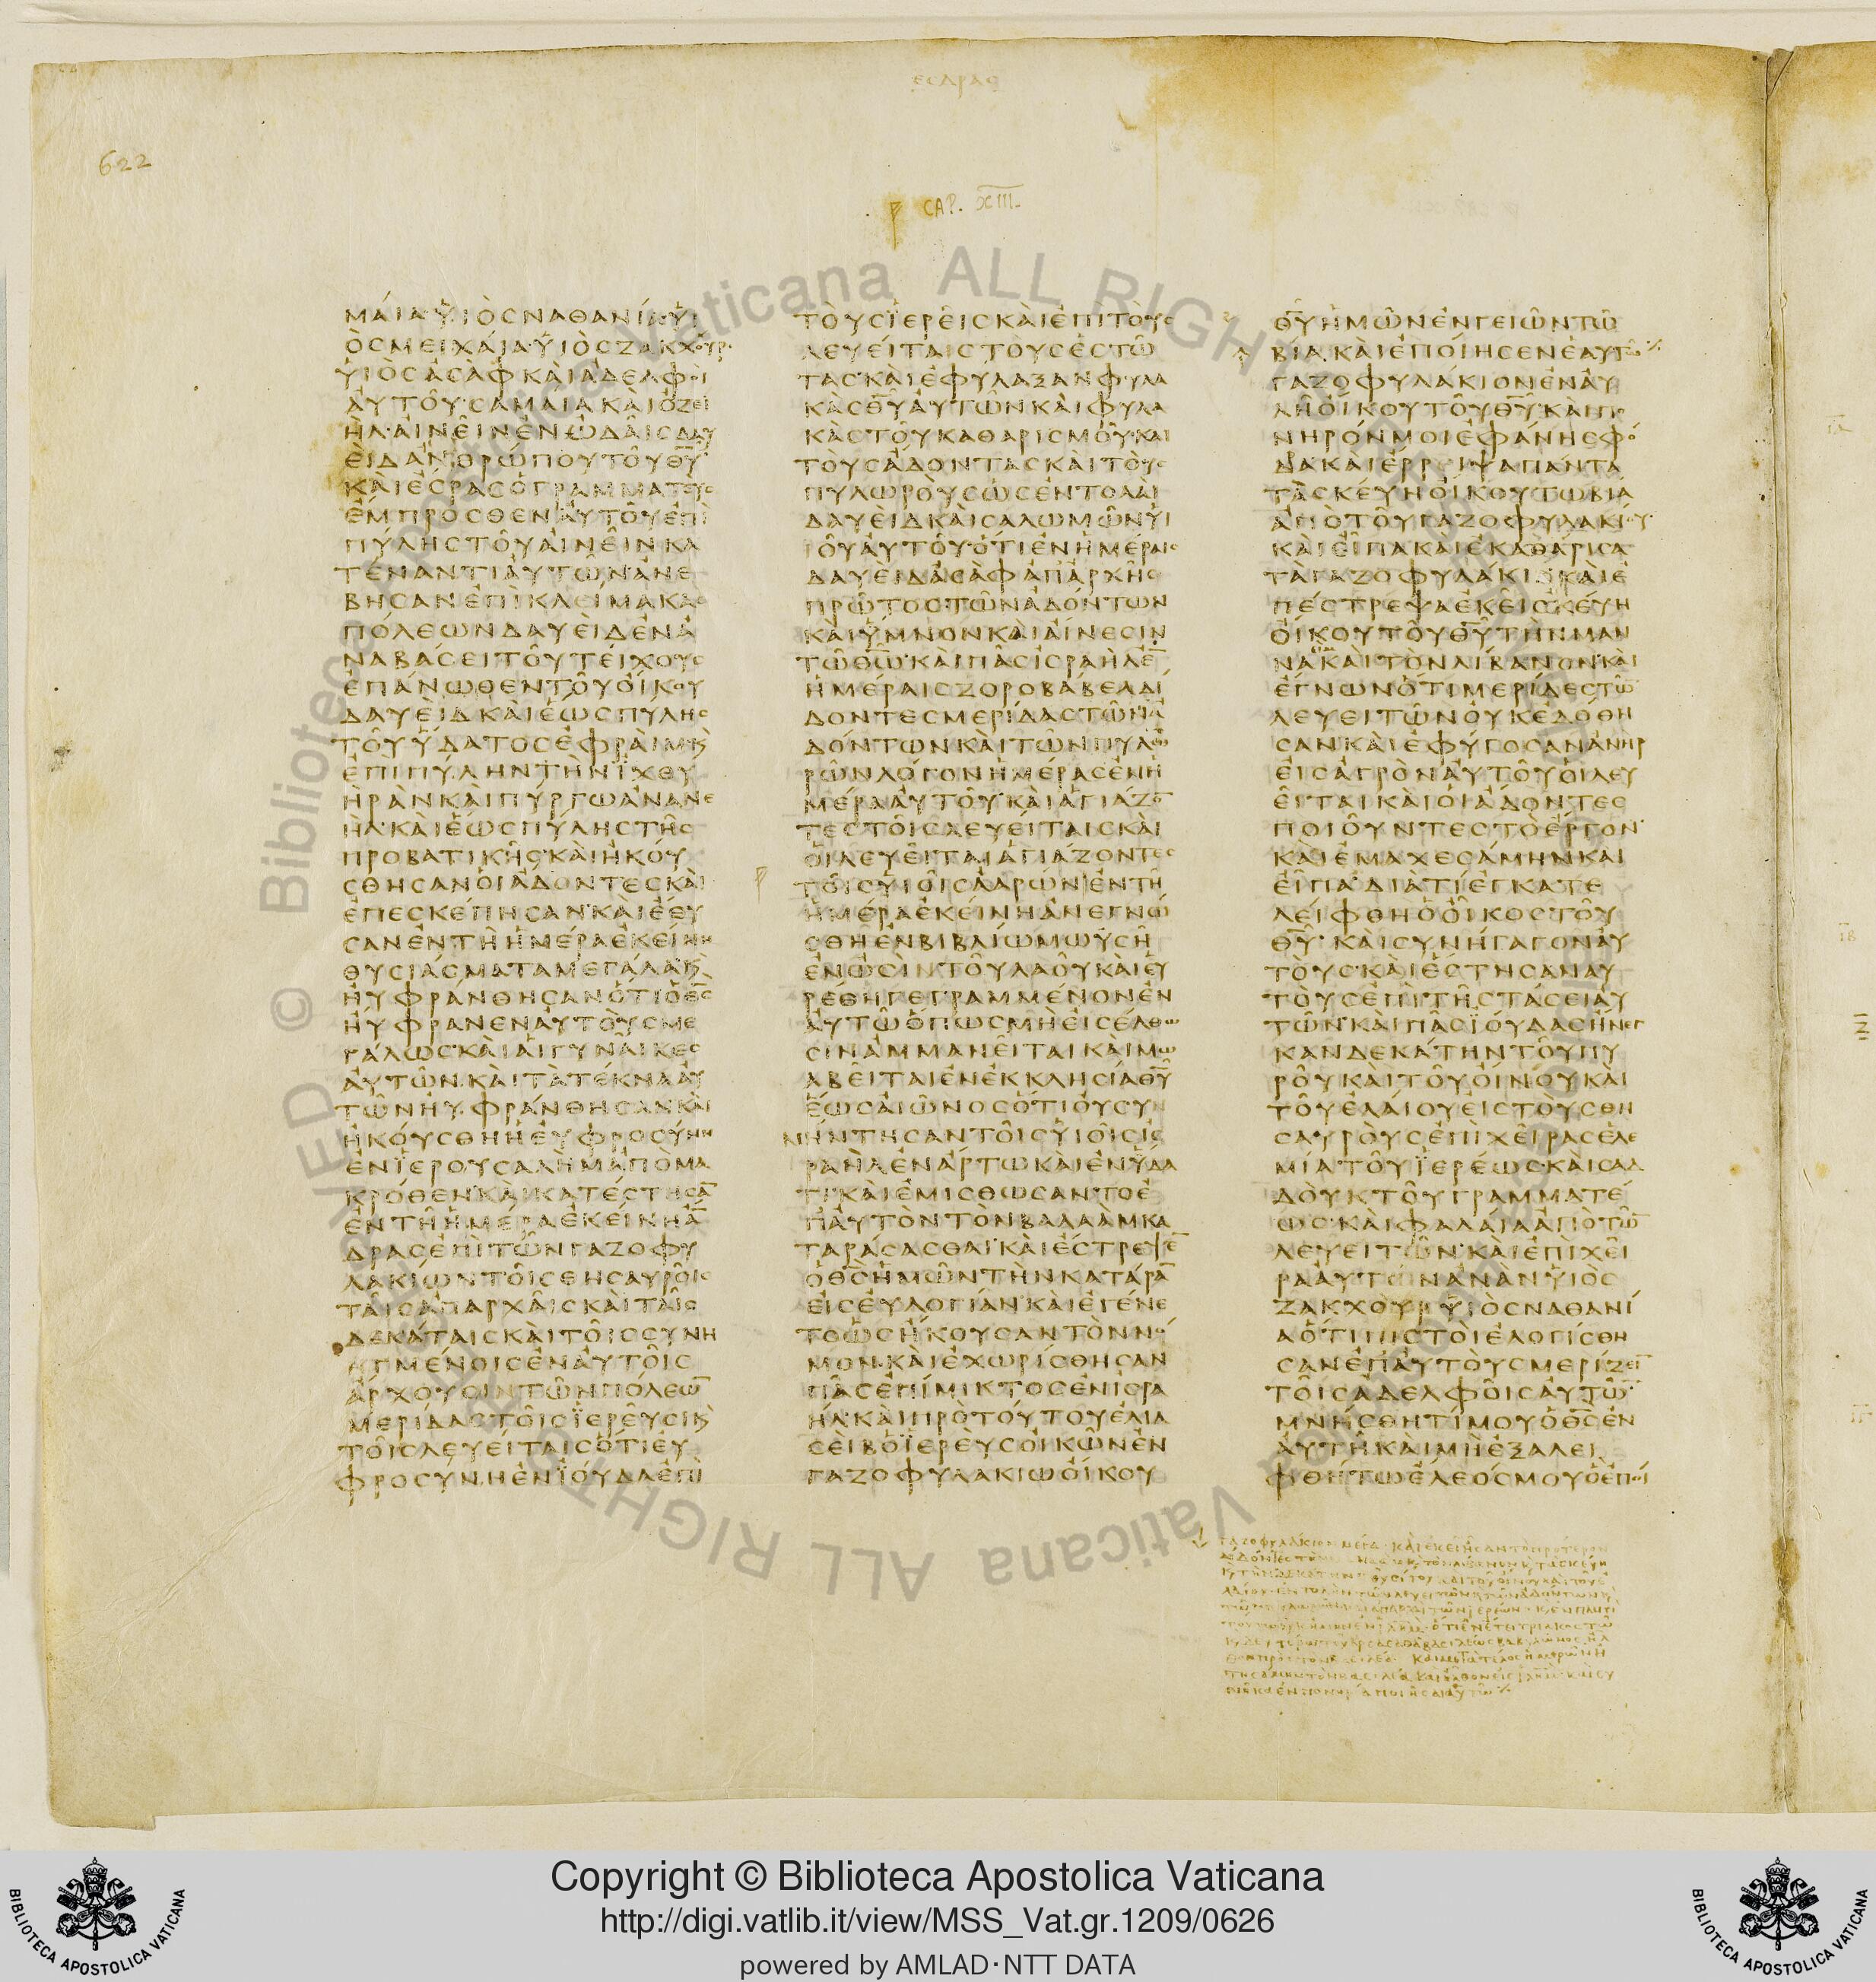 ΕϹΔΡΑϹ
622
CAP. XIII.
ΜΑΙΑ ΥΙΟϹ ΝΑΘΑΝΙΑ ΥΙ
ΟϹ ΜΕΙΧΑΙΑ ΥΙΟϹ ΖΑΚΧΟΥΡ
ΥΙΟϹ ΑϹΑΦ ΚΑΙ ΑΔΕΛΦΟΙ
ΑΥΤΟΥ ϹΑΜΑΙΑ ΚΑΙ ΟΖΕΙ
ΗΛ ΑΙΝΕΙΝ ΕΝ ΩΔΑΙϹ ΔΑΥ
ΕΙΔ ΑΝΘΡΩΠΟΥ ΤΟΥ ΘΥ
ΚΑΙ ΕϹΡΑϹ Ο ΓΡΑΜΜΑΤΕΥϹ
ΕΜΠΡΟϹΘΕΝ ΑΥΤΟΥ ΕΠΙ
ΠΥΛΗϹ ΤΟΥ ΑΙΝΕΙΝ ΚΑ
ΤΕΝΑΝΤΙ ΑΥΤΩΝ ΑΝΕ
ΒΗϹΑΝ ΕΠΙ ΚΛΕΙΜΑΚΑϹ
ΠΟΛΕΩΝ ΔΑΥΕΙΔ ΕΝ Α
ΝΑΒΑϹΕΙ ΤΟΥ ΤΕΙΧΟΥϹ
ΕΠΑΝΩΘΕΝ ΤΟΥ ΟΙΚΟΥ
ΔΑΥΕΙΔ ΚΑΙ ΕΩϹ ΠΥΛΗϹ
ΤΟΥ ΥΔΑΤΟϹ ΕΦΡΑΙΜ Ϗ
ΕΠΙ ΠΥΛΗΝ ΤΗΝ ΙΧΘΥ
ΗΡΑΝ ΚΑΙ ΠΥΡΓΩ ΑΝΑΝΕ
ΗΛ ΚΑΙ ΕΩϹ ΠΥΛΗϹ ΤΗϹ
ΠΡΟΒΑΤΙΚΗϹ ΚΑΙ ΗΚΟΥ
ϹΘΗϹΑΝ ΟΙ ΑΔΟΝΤΕϹ ΚΑΙ
ΕΠΕϹΚΕΠΗϹΑΝ ΚΑΙ ΕΘΥ
ϹΑΝ ΕΝ ΤΗ ΗΜΕΡΑ ΕΚΕΙΝΗ
ΘΥϹΙΑϹΜΑΤΑ ΜΕΓΑΛΑ Ϗ
ΗΥΦΡΑΝΘΗϹΑΝ ΟΤΙ Ο ΘϹ
ΗΥΦΡΑΝΕΝ ΑΥΤΟΥϹ ΜΕ
ΓΑΛΩϹ ΚΑΙ ΑΙ ΓΥΝΑΙΚΕϹ
ΑΥΤΩΝ ΚΑΙ ΤΑ ΤΕΚΝΑ ΑΥ
ΤΩΝ ΗΥΦΡΑΝΘΗϹΑΝ ΚΑΙ
ΗΚΟΥϹΘΗ Η ΕΥΦΡΟϹΥΝΗ
ΕΝ ΙΕΡΟΥϹΑΛΗΜ ΑΠΟ ΜΑ
ΚΡΟΘΕΝ ΚΑΙ ΚΑΤΕϹΤΗϹΑ̅
ΕΝ ΤΗ ΗΜΕΡΑ ΕΚΕΙΝΗ Α̅
ΔΡΑϹ ΕΠΙ ΤΩΝ ΓΑΖΟΦΥ
ΛΑΚΙΩΝ ΤΟΙϹ ΘΗϹΑΥΡΟΙϹ
ΤΑΙϹ ΑΠΑΡΧΑΙϹ ΚΑΙ ΤΑΙϹ
ΔΕΚΑΤΑΙϹ ΚΑΙ ΤΟΙϹ ϹΥΝΗ
ΓΜΕΝΟΙϹ ΕΝ ΑΥΤΟΙϹ
ΑΡΧΟΥϹΙΝ ΤΩΝ ΠΟΛΕΩ̅
ΜΕΡΙΔΑϹ ΤΟΙϹ ΙΕΡΕΥϹΙ Ϗ
ΤΟΙϹ ΛΕΥΕΙΤΑΙϹ ΟΤΙ ΕΥ
ΦΡΟϹΥΝΗ ΕΝ ΙΟΥΔΑ ΕΠΙ
ΤΟΥϹ ΙΕΡΕΙϹ ΚΑΙ ΕΠΙ ΤΟΥϹ
ΛΕΥΕΙΤΑΙϹ ΤΟΥϹ ΕϹΤΩ
ΤΑϹ ΚΑΙ ΕΦΥΛΑΞΑΝ ΦΥΛΑ
ΚΑϹ ΘΥ ΑΥΤΩΝ ΚΑΙ ΦΥΛΑ
ΚΑϹ ΤΟΥ ΚΑΘΑΡΙϹΜΟΥ ΚΑΙ
ΤΟΥϹ ΑΔΟΝΤΑϹ ΚΑΙ ΤΟΥϹ
ΠΥΛΩΡΟΥϹ ΩϹ ΕΝΤΟΛΑΙ
ΔΑΥΕΙΔ ΚΑΙ ϹΑΛΩΜΩΝ ΥΙ
ΟΥ ΑΥΤΟΥ ΟΤΙ ΕΝ ΗΜΕΡΑΙϹ
ΔΑΥΕΙΔ ΑϹΑΦ ΑΠ ΑΡΧΗϹ
ΠΡΩΤΟϹ ΤΩΝ ΑΔΟΝΤΩΝ
ΚΑΙ ΥΜΝΟΝ ΚΑΙ ΑΙΝΕϹΙΝ
ΤΩ ΘΩ ΚΑΙ ΠΑϹ ΙϹΡΑΗΛ Ε̅
ΗΜΕΡΑΙϹ ΖΟΡΟΒΑΒΕΛ ΑΙ
ΔΟΝΤΕϹ ΜΕΡΙΔΑϹ ΤΩΝ Α
ΔΟΝΤΩΝ ΚΑΙ ΤΩΝ ΠΥΛΩ
ΡΩΝ ΛΟΓΟΝ ΗΜΕΡΑϹ ΕΝ Η
ΜΕΡΑ ΑΥΤΟΥ ΚΑΙ ΑΓΙΑΖΟ̅
ΤΕϹ ΤΟΙϹ ΛΕΥΕΙΤΑΙϹ ΚΑΙ
ΟΙ ΛΕΥΕΙΤΑΙ ΑΓΙΑΖΟΝΤΕϹ
ΤΟΙϹ ΥΙΟΙϹ ΑΑΡΩΝ ΕΝ ΤΗ
ΗΜΕΡΑ ΕΚΕΙΝΗ ΑΝΕΓΝΩ
ϹΘΗ ΕΝ ΒΙΒΛΙΩ ΜΩΥϹΗ
ΕΝ ΩϹΙΝ ΤΟΥ ΛΑΟΥ ΚΑΙ ΕΥ
ΡΕΘΗ ΓΕΓΡΑΜΜΕΝΟΝ ΕΝ
ΑΥΤΩ ΟΠΩϹ ΜΗ ΕΙϹΕΛΘΩ
ϹΙΝ ΑΜΜΑΝΕΙΤΑΙ ΚΑΙ ΜΩ
ΑΒΕΙΤΑΙ ΕΝ ΕΚΚΛΗϹΙΑ ΘΥ
ΕΩϹ ΑΙΩΝΟϹ ΟΤΙ ΟΥ ϹΥΝ
ΗΝΤΗϹΑΝ ΤΟΙϹ ΥΙΟΙϹ ΙϹ
ΡΑΗΛ ΕΝ ΑΡΤΩ ΚΑΙ ΕΝ ΥΔΑ
ΤΙ ΚΑΙ ΕΜΙϹΘΩϹΑΝΤΟ Ε
Π ΑΥΤΟΝ ΤΟΝ ΒΑΛΑΑΜ ΚΑ
ΤΑΡΑϹΑϹΘΑΙ ΚΑΙ ΕϹΤΡΕΨΕ̅
Ο ΘϹ ΗΜΩΝ ΤΗΝ ΚΑΤΑΡΑ̅
ΕΙϹ ΕΥΛΟΓΙΑΝ ΚΑΙ ΕΓΕΝΕ
ΤΟ ΩϹ ΗΚΟΥϹΑΝ ΤΟΝ ΝΟ
ΜΟΝ ΚΑΙ ΕΧΩΡΙϹΘΗϹΑΝ
ΠΑϹ ΕΠΙΜΙΚΤΟϹ ΕΝ ΙϹΡΑ
ΗΛ ΚΑΙ ΠΡΟ ΤΟΥΤΟΥ ΕΛΙΑ
ϹΕΙΒ Ο ΙΕΡΕΥϹ ΟΙΚΩΝ ΕΝ
ΓΑΖΟΦΥΛΑΚΙΩ ΟΙΚΟΥ
ΘΥ ΗΜΩΝ ΕΝΓΕΙΩΝ ΤΩ
ΒΙΑ ΚΑΙ ΕΠΟΙΗϹΕΝ ΕΑΥΤΩ
ΓΑΖΟΦΥΛΑΚΙΟΝ ΕΝ ΑΥ
ΛΗ ΟΙΚΟΥ ΤΟΥ ΘΥ ΚΑΙ ΠΟ
ΝΗΡΟΝ ΜΟΙ ΕΦΑΝΗ ϹΦΟ
ΔΡΑ ΚΑΙ ΕΡΡΙΨΑ ΠΑΝΤΑ
ΤΑ ϹΚΕΥΗ ΟΙΚΟΥ ΤΩΒΙΑ
ΑΠΟ ΤΟΥ ΓΑΖΟΦΥΛΑΚΙΟΥ
ΚΑΙ ΕΙΠΑ ΚΑΙ ΕΚΑΘΑΡΙϹΑ
ΤΑ ΓΑΖΟΦΥΛΑΚΙΑ ΚΑΙ Ε
ΠΕϹΤΡΕΨΑ ΕΚΕΙ ϹΚΕΥΗ
ΟΙΚΟΥ ΤΟΥ ΘΥ ΤΗΝ ΜΑΝ
ΝΑ ΚΑΙ ΤΟΝ ΛΙΒΑΝΟΝ ΚΑΙ
ΕΓΝΩΝ ΟΤΙ ΜΕΡΙΔΕϹ ΤΩ̅
ΛΕΥΕΙΤΩΝ ΟΥΚ ΕΔΟΘΗ
ϹΑΝ ΚΑΙ ΕΦΥΓΟϹΑΝ ΑΝΗΡ
ΕΙϹ ΑΓΡΟΝ ΑΥΤΟΥ ΟΙ ΛΕΥ
ΕΙΤΑΙ ΚΑΙ ΟΙ ΑΔΟΝΤΕϹ
ΠΟΙΟΥΝΤΕϹ ΤΟ ΕΡΓΟΝ
ΚΑΙ ΕΜΑΧΕϹΑΜΗΝ ΚΑΙ
ΕΙΠΑ ΔΙΑ ΤΙ ΕΓΚΑΤΕ
ΛΕΙΦΘΗ Ο ΟΙΚΟϹ ΤΟΥ
ΘΥ ΚΑΙ ϹΥΝΗΓΑΓΟΝ ΑΥ
ΤΟΥϹ ΚΑΙ ΕϹΤΗϹΑ ΑΥ
ΤΟΥϹ ΕΠΙ ΤΗ ϹΤΑϹΕΙ ΑΥ
ΤΩΝ ΚΑΙ ΠΑϹ ΙΟΥΔΑϹ ΗΝΕΓ
ΚΑΝ ΔΕΚΑΤΗΝ ΤΟΥ ΠΥ
ΡΟΥ ΚΑΙ ΤΟΥ ΟΙΝΟΥ ΚΑΙ
ΤΟΥ ΕΛΑΙΟΥ ΕΙϹ ΤΟΥϹ ΘΗ
ϹΑΥΡΟΥϹ ΕΠΙ ΧΕΙΡΑ ϹΕΛΕ
ΜΙΑ ΤΟΥ ΙΕΡΕΩϹ ΚΑΙ ϹΑΔ
ΔΟΥΚ ΤΟΥ ΓΡΑΜΜΑΤΕ
ΩϹ ΚΑΙ ΦΑΛΑΙΑ ΑΠΟ ΤΩ̅
ΛΕΥΕΙΤΩΝ ΚΑΙ ΕΠΙ ΧΕΙ
ΡΑ ΑΥΤΩΝ ΑΝΑΝ ΥΙΟϹ
ΖΑΚΧΟΥΡ ΥΙΟϹ ΝΑΘΑΝΙ
Α ΟΤΙ ΠΙϹΤΟΙ ΕΛΟΓΙϹΘΗ
ϹΑΝ ΕΠ ΑΥΤΟΥϹ ΜΕΡΙΖΕΙ̅
ΤΟΙϹ ΑΔΕΛΦΟΙϹ ΑΥΤΩ̅
ΜΝΗϹΘΗΤΙ ΜΟΥ Ο ΘϹ ΕΝ
ΑΥΤΗ ΚΑΙ ΜΗ ΕΞΑΛΕΙ
ΦΘΗΤΩ ΕΛΕΟϹ ΜΟΥ Ο ΕΠΟΙ
ΓΑΖΟΦΥΛΑΚΙΟΝ ΜΕΓΑ ΚΑΙ ΕΚΕΙ ΗϹΑΝ ΤΟ ΠΡΟΤΕΡΟΝ
Copyright © Biblioteca Apostolica Vaticana
http://digi.vatlib.it/view/MSS_Vat.gr.1209/0626
powered by AMLAD·NTT DATA
BIBLIOTECA APOSTOLICA VATICANA
BIBLIOTECA APOSTOLICA VATICANA